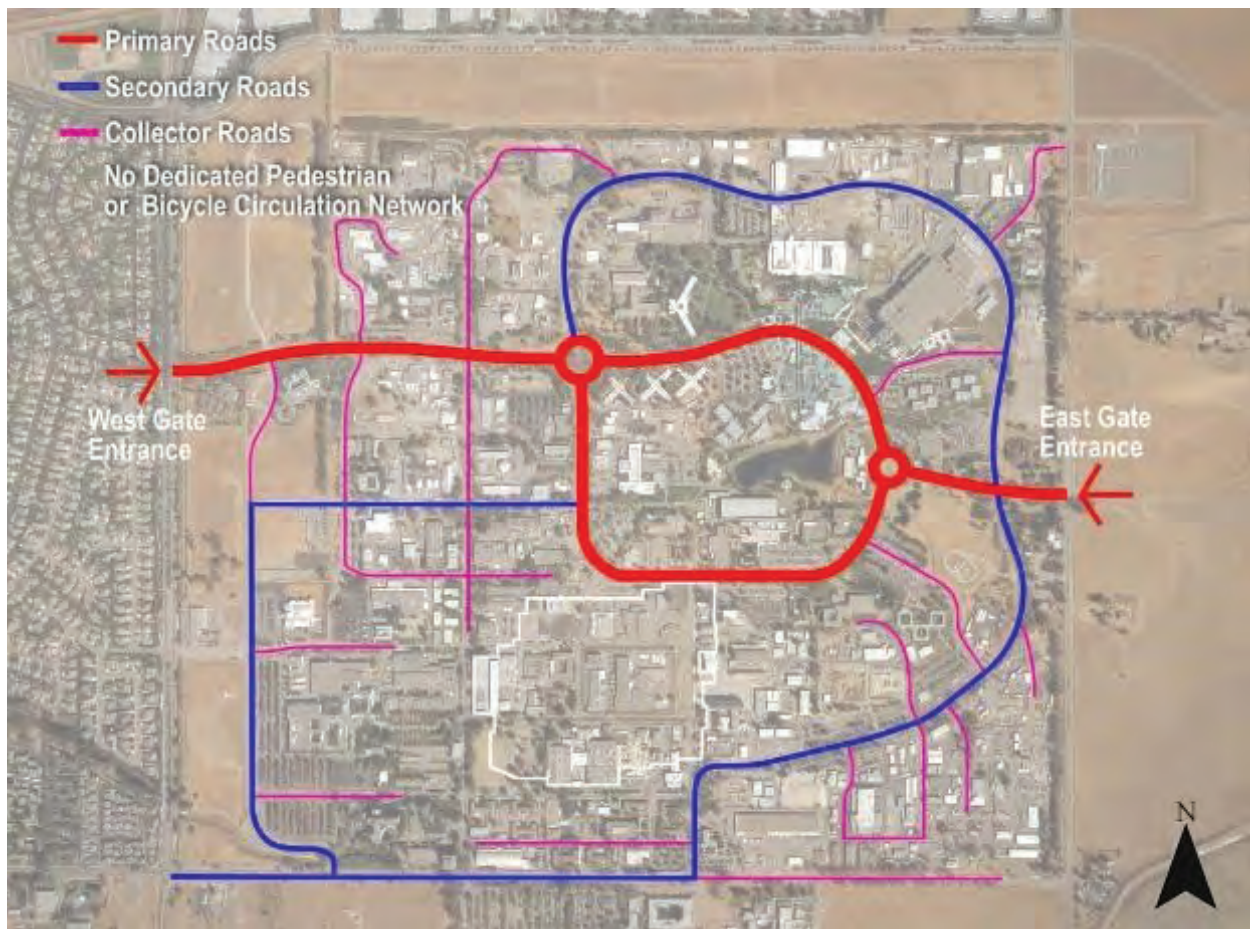 Primary Roads
Secondary Roads
Collector Roads
No Dedicated Pedestrian
or Bicycle Circulation Network
West Gate
Entrance
East Gate
Entrance
N